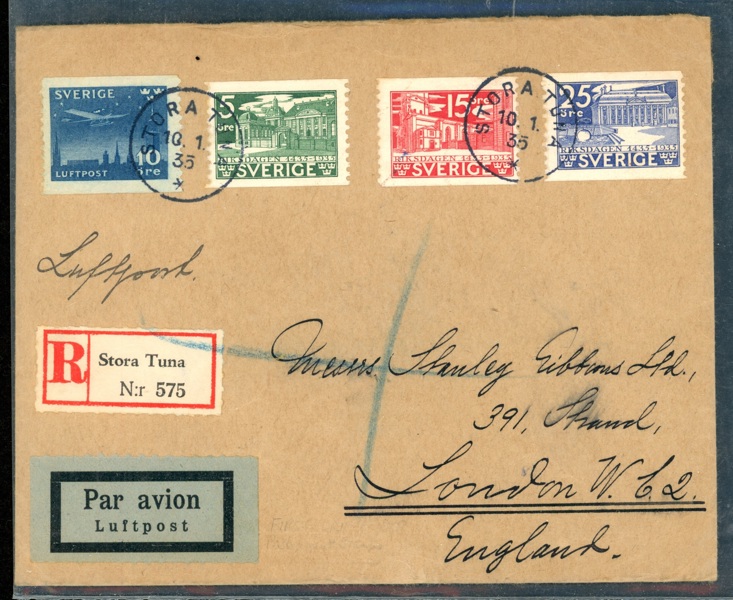 SVERIGE
10 öre
LUFTPOST
5 öre
RIKSDAGEN 1435-1935
SVERIGE
15 öre
RIKSDAGEN 1435-1935
SVERIGE
25 öre
RIKSDAGEN 1435-1935
SVERIGE
STORA TUNA
10.1.
35
STORA TUNA
10.1.
35
Luftpost.
R
Stora Tuna
N:r 575
Messrs. Stanley Gibbons Ltd.,
391, Strand,
London W.C.2.
England.
Par avion
Luftpost